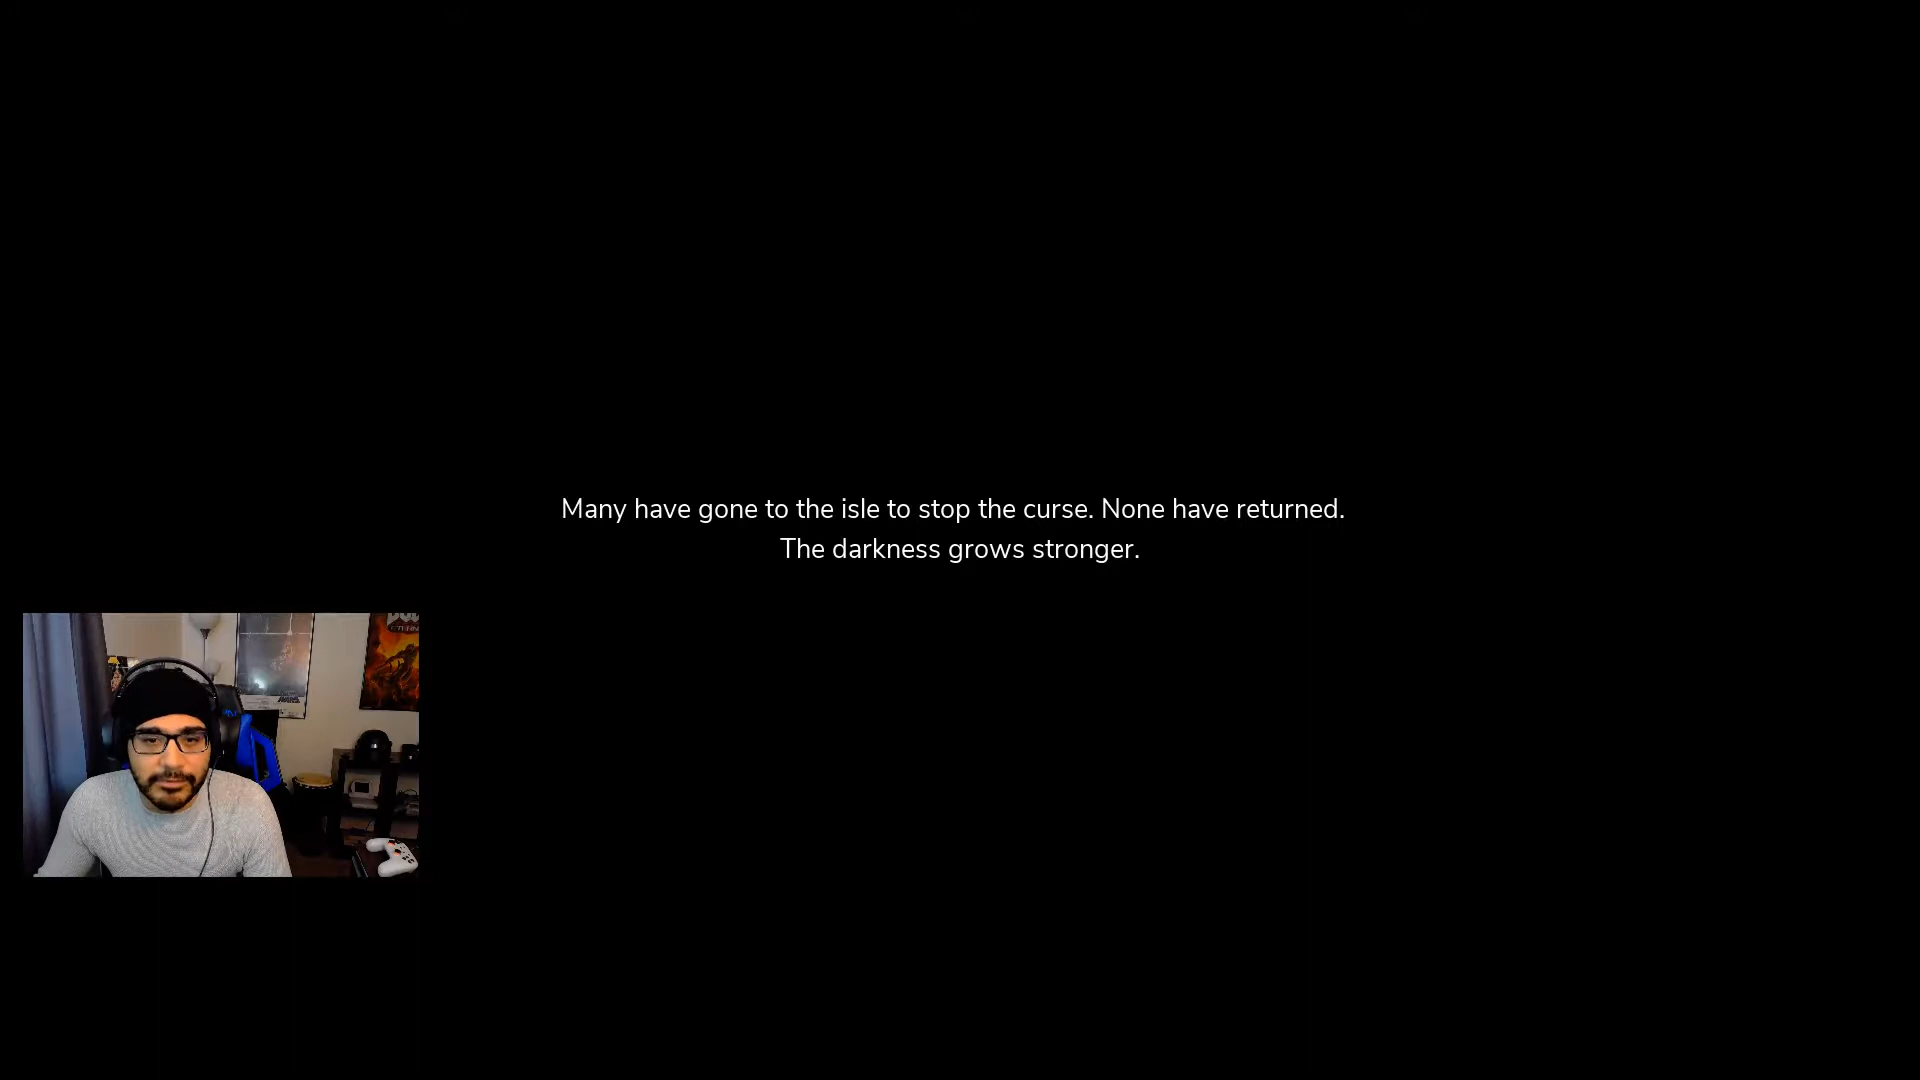 Many have gone to the isle to stop the curse. None have returned.
The darkness grows stronger.